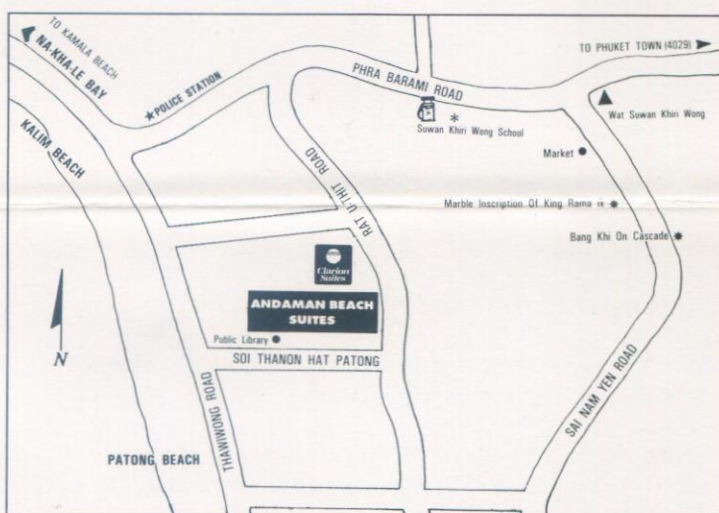 TO KAMALA BEACH
NA-KHA-LE BAY
TO PHUKET TOWN (4029)
★POLICE STATION
PHRA BARAMI ROAD
Wat Suwan Khiri Wong
Suwan Khiri Wong School
KALIM BEACH
Market
RAT U-THIT ROAD
Marble Inscription Of King Rama IX
Bang Khi On Cascade
Clarion
Suites
ANDAMAN BEACH
SUITES
Public Library
SOI THANON HAT PATONG
N
THAWIWONG ROAD
SAI NAM YEN ROAD
PATONG BEACH